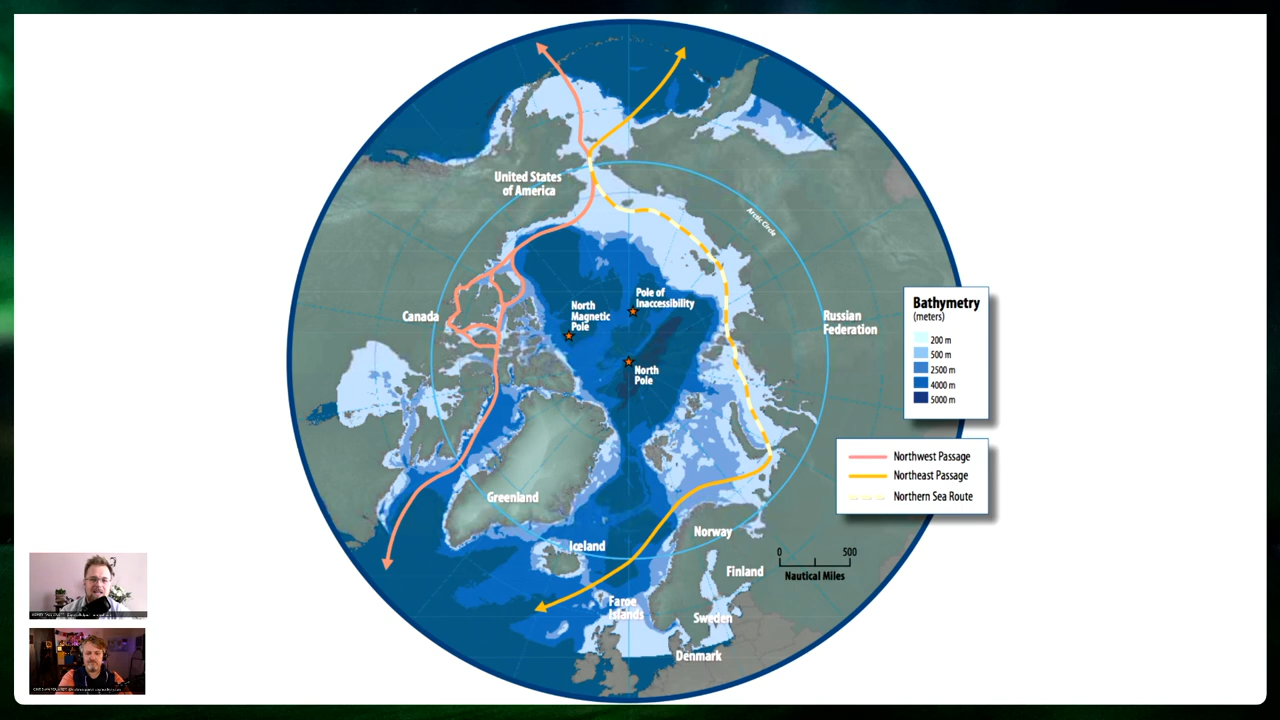 United States
of America
Arctic Circle
Pole of
Inaccessibility
North
Magnetic
Pole
North
Pole
Canada
Russian
Federation
Bathymetry
(meters)
200 m
500 m
2500 m
4000 m
5000 m
Northwest Passage
Northeast Passage
Northern Sea Route
Greenland
Iceland
Norway
Finland
Faroe
Islands
Sweden
Denmark
0 500
Nautical Miles